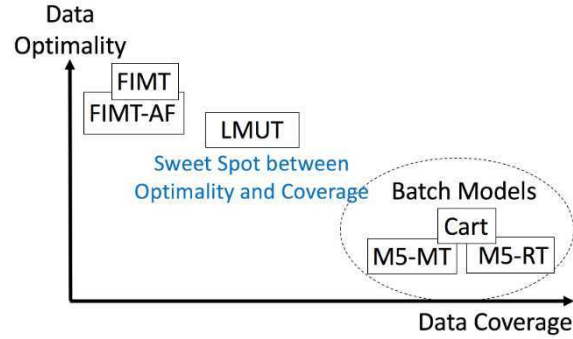 Data
Optimality
FIMT
FIMT-AF
LMUT
Sweet Spot between
Optimality and Coverage
Batch Models
Cart
M5-MT
M5-RT
Data Coverage